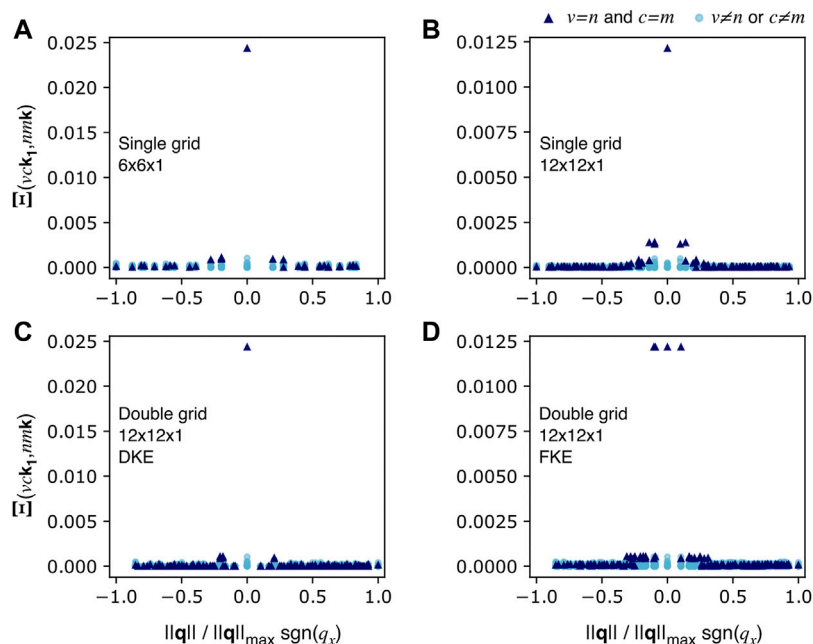 v=n and c=m v≠n or c≠m
A
0.025
0.020
0.015
0.010
0.005
0.000
Ξ(vck₁,nmk)
Single grid
6x6x1
-1.0 -0.5 0.0 0.5 1.0
B
0.0125
0.0100
0.0075
0.0050
0.0025
0.0000
Single grid
12x12x1
-1.0 -0.5 0.0 0.5 1.0
C
0.025
0.020
0.015
0.010
0.005
0.000
Ξ(vck₁,nmk)
Double grid
12x12x1
DKE
-1.0 -0.5 0.0 0.5 1.0
||q|| / ||q||max sgn(qx)
D
0.0125
0.0100
0.0075
0.0050
0.0025
0.0000
Double grid
12x12x1
FKE
-1.0 -0.5 0.0 0.5 1.0
||q|| / ||q||max sgn(qx)